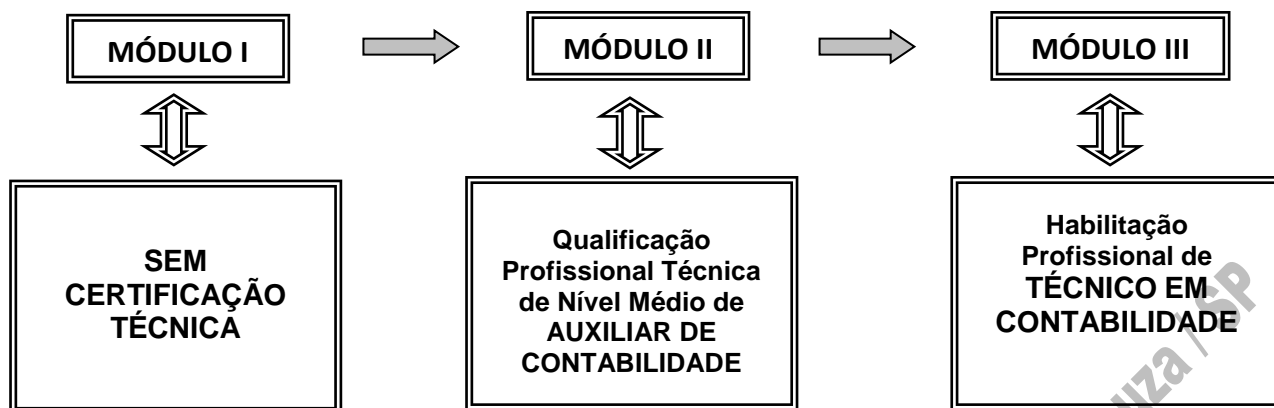 MÓDULO I
MÓDULO II
MÓDULO III
SEM
CERTIFICAÇÃO
TÉCNICA
Qualificação
Profissional Técnica
de Nível Médio de
AUXILIAR DE
CONTABILIDADE
Habilitação
Profissional de
TÉCNICO EM
CONTABILIDADE
/ SP